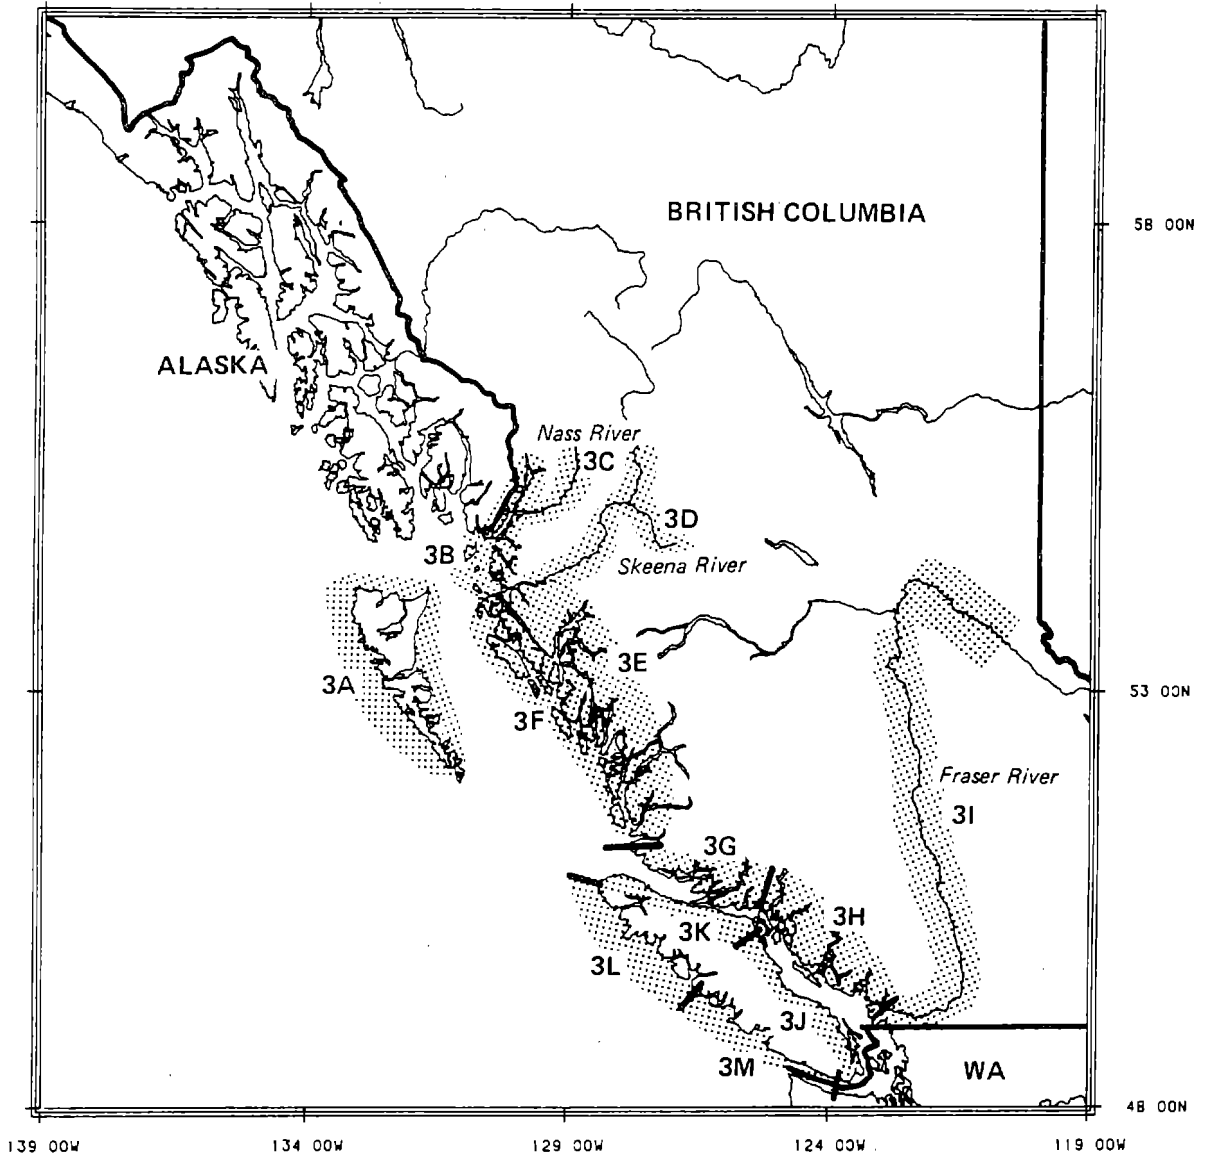 BRITISH COLUMBIA
58 00N
ALASKA
Nass River
3C
3D
3B
Skeena River
3A
3E
3F
53 00N
Fraser River
3I
3G
3H
3K
3L
3J
3M
WA
48 00N
139 00W
134 00W
129 00W
124 00W
119 00W